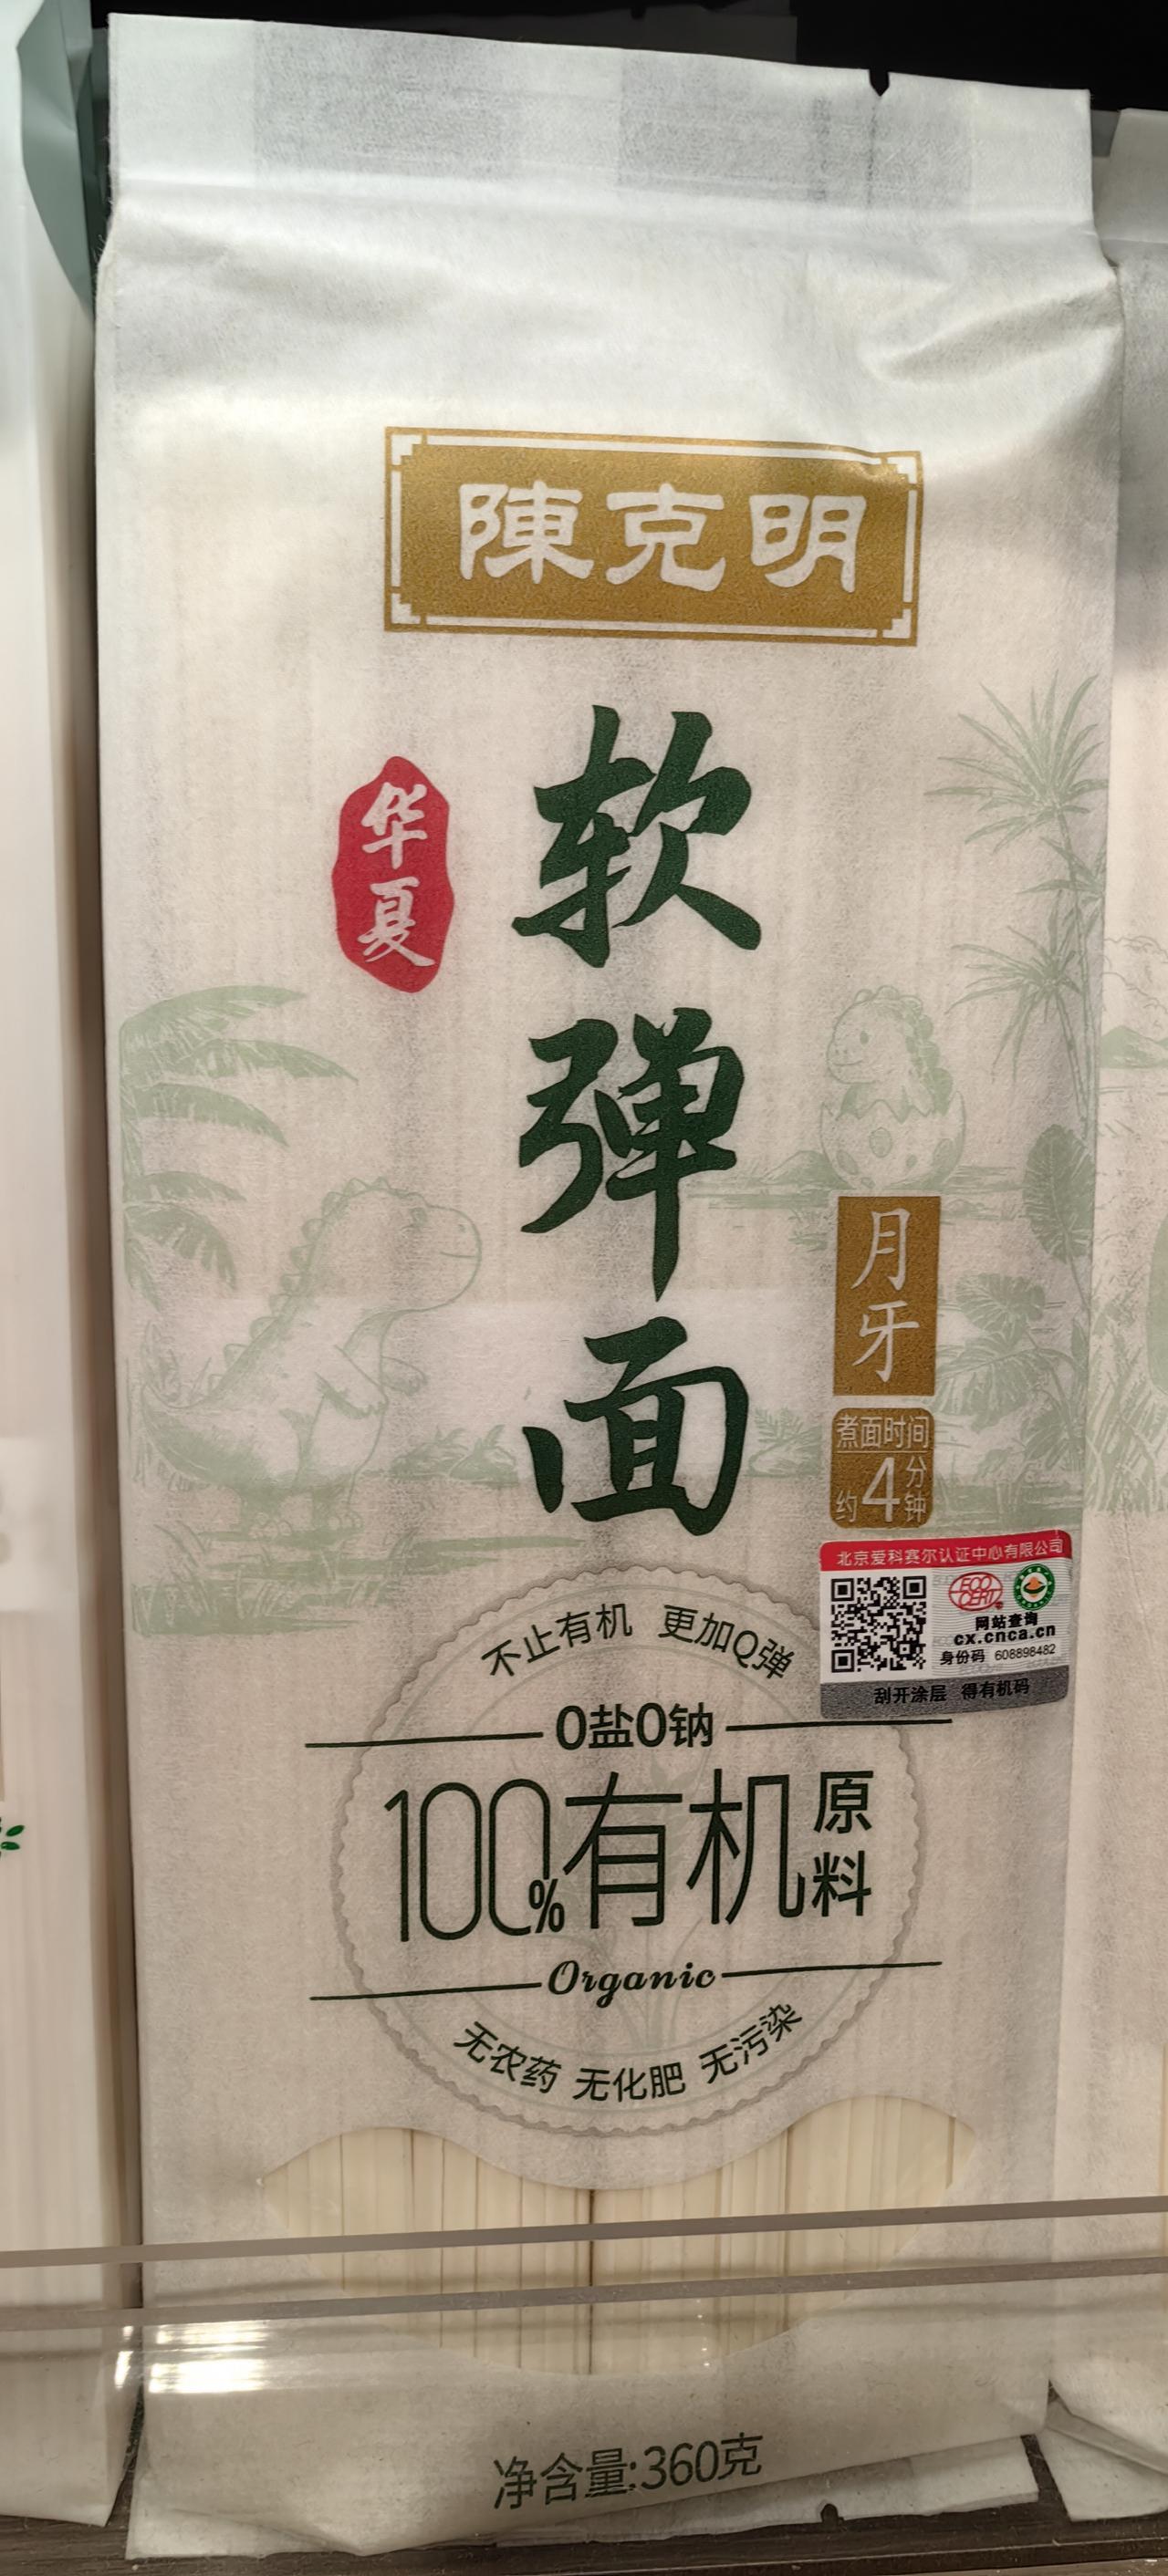 陳克明
华夏
软弹面
月牙
煮面时间
约4分钟
北京爱科赛尔认证中心有限公司
ECO
CERT
网站查询
cx.cnca.cn
身份码 608898482
刮开涂层 得有机码
不止有机 更加Q弹
0盐0钠
100%有机原料
Organic
无农药 无化肥 无污染
净含量:360克